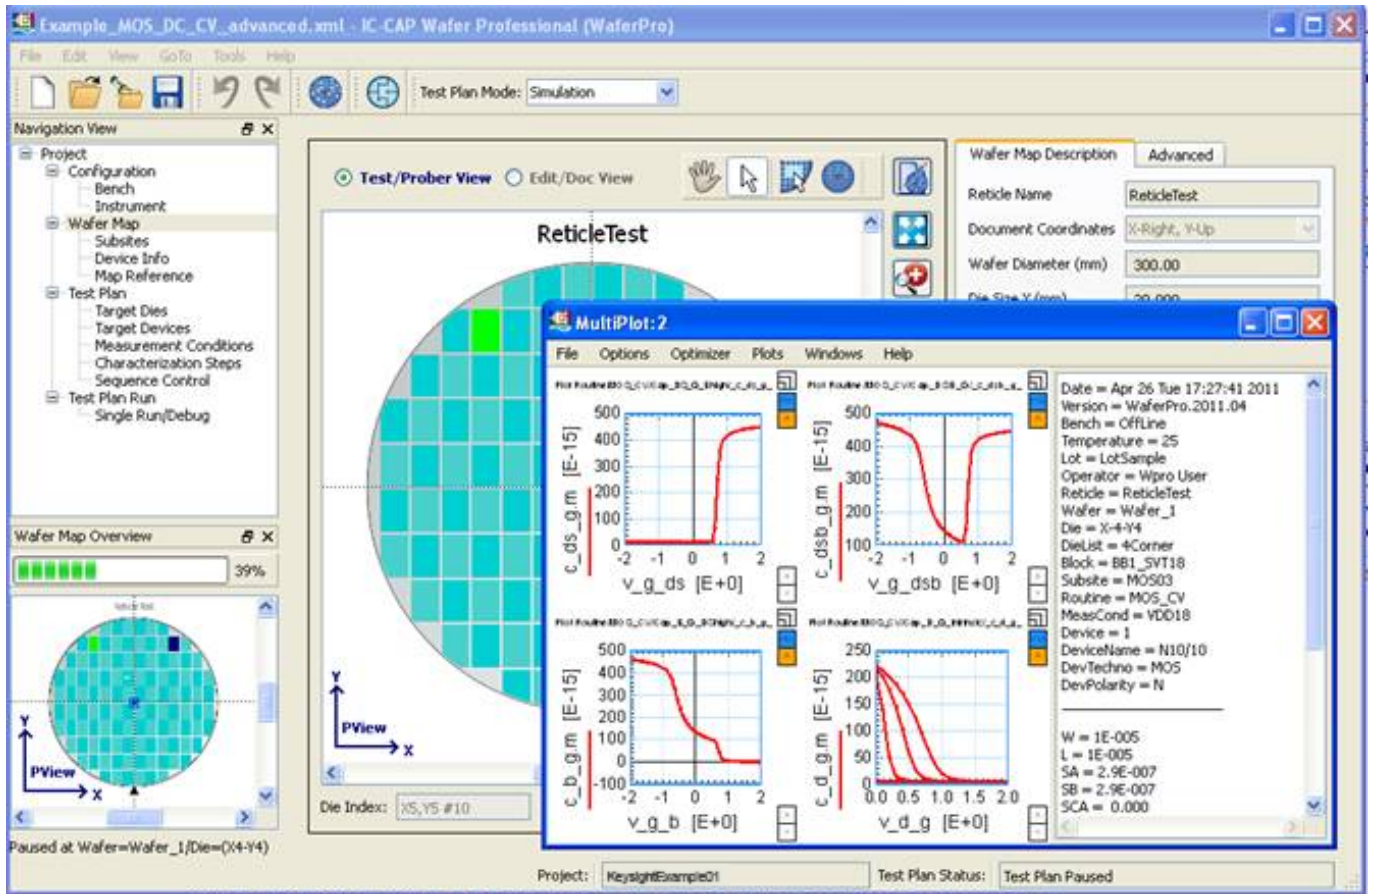 Example_MOS_DC_CV_advanced.xml - IC-CAP Wafer Professional (WaferPro)
File Edit View GoTo Tools Help
Test Plan Mode: Simulation
Navigation View
Project
Configuration
Bench
Instrument
Wafer Map
Subsites
Device Info
Map Reference
Test Plan
Target Dies
Target Devices
Measurement Conditions
Characterization Steps
Sequence Control
Test Plan Run
Single Run/Debug
Wafer Map Overview
39%
Y
PView
X
Paused at Wafer=Wafer_1/Die=(X4-Y4)
Test/Prober View Edit/Doc View
ReticleTest
Y
PView
X
Die Index: X5,Y5 #10
Wafer Map Description Advanced
Reticle Name ReticleTest
Document Coordinates X-Right, Y-Up
Wafer Diameter (mm) 300.00
Die Size X (mm) 20.000
MultiPlot:2
File Options Optimizer Plots Windows Help
c_ds_g.m [E-15]
500
400
300
200
100
0
-2 -1 0 1 2
v_g_ds [E+0]
c_dsb_g.m [E-15]
500
400
300
200
100
-2 -1 0 1 2
v_g_dsb [E+0]
c_b_g.m [E-15]
500
400
300
200
100
0
-100
-2 -1 0 1 2
v_g_b [E+0]
c_d_g.m [E-15]
250
200
150
100
50
0
0.0 0.5 1.0 1.5 2.0
v_d_g [E+0]
Date = Apr 26 Tue 17:27:41 2011
Version = WaferPro.2011.04
Bench = OffLine
Temperature = 25
Lot = LotSample
Operator = Wpro User
Reticle = ReticleTest
Wafer = Wafer_1
Die = X-4-Y4
DieList = 4Corner
Block = BB1_SVT18
Subsite = MOS03
Routine = MOS_CV
MeasCond = VDD18
Device = 1
DeviceName = N10/10
DevTechno = MOS
DevPolarity = N
W = 1E-005
L = 1E-005
SA = 2.9E-007
SB = 2.9E-007
SCA = 0.000
Project: KeysightExample01
Test Plan Status: Test Plan Paused